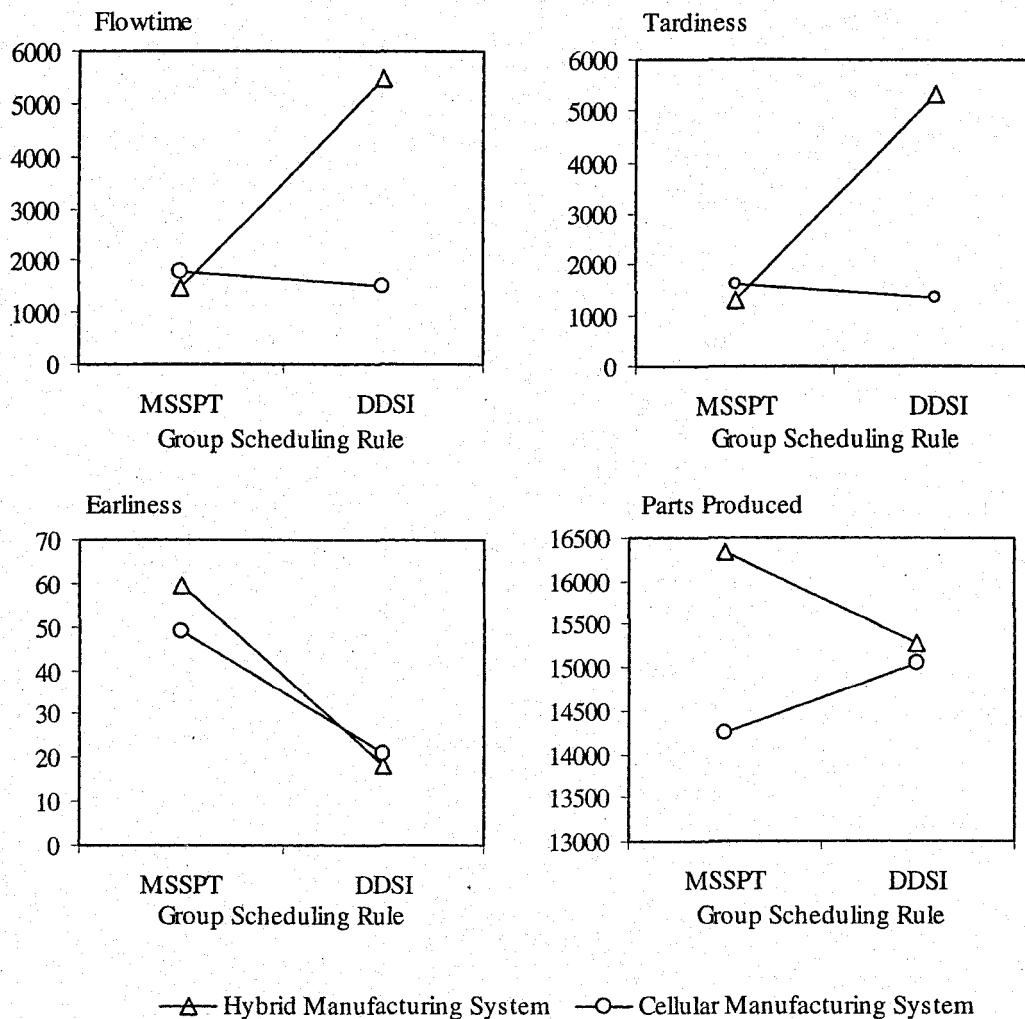 Flowtime
6000
5000
4000
3000
2000
1000
0
MSSPT DDSI
Group Scheduling Rule
Tardiness
6000
5000
4000
3000
2000
1000
0
MSSPT DDSI
Group Scheduling Rule
Earliness
70
60
50
40
30
20
10
0
MSSPT DDSI
Group Scheduling Rule
Parts Produced
16500
16000
15500
15000
14500
14000
13500
13000
MSSPT DDSI
Group Scheduling Rule
Hybrid Manufacturing System Cellular Manufacturing System